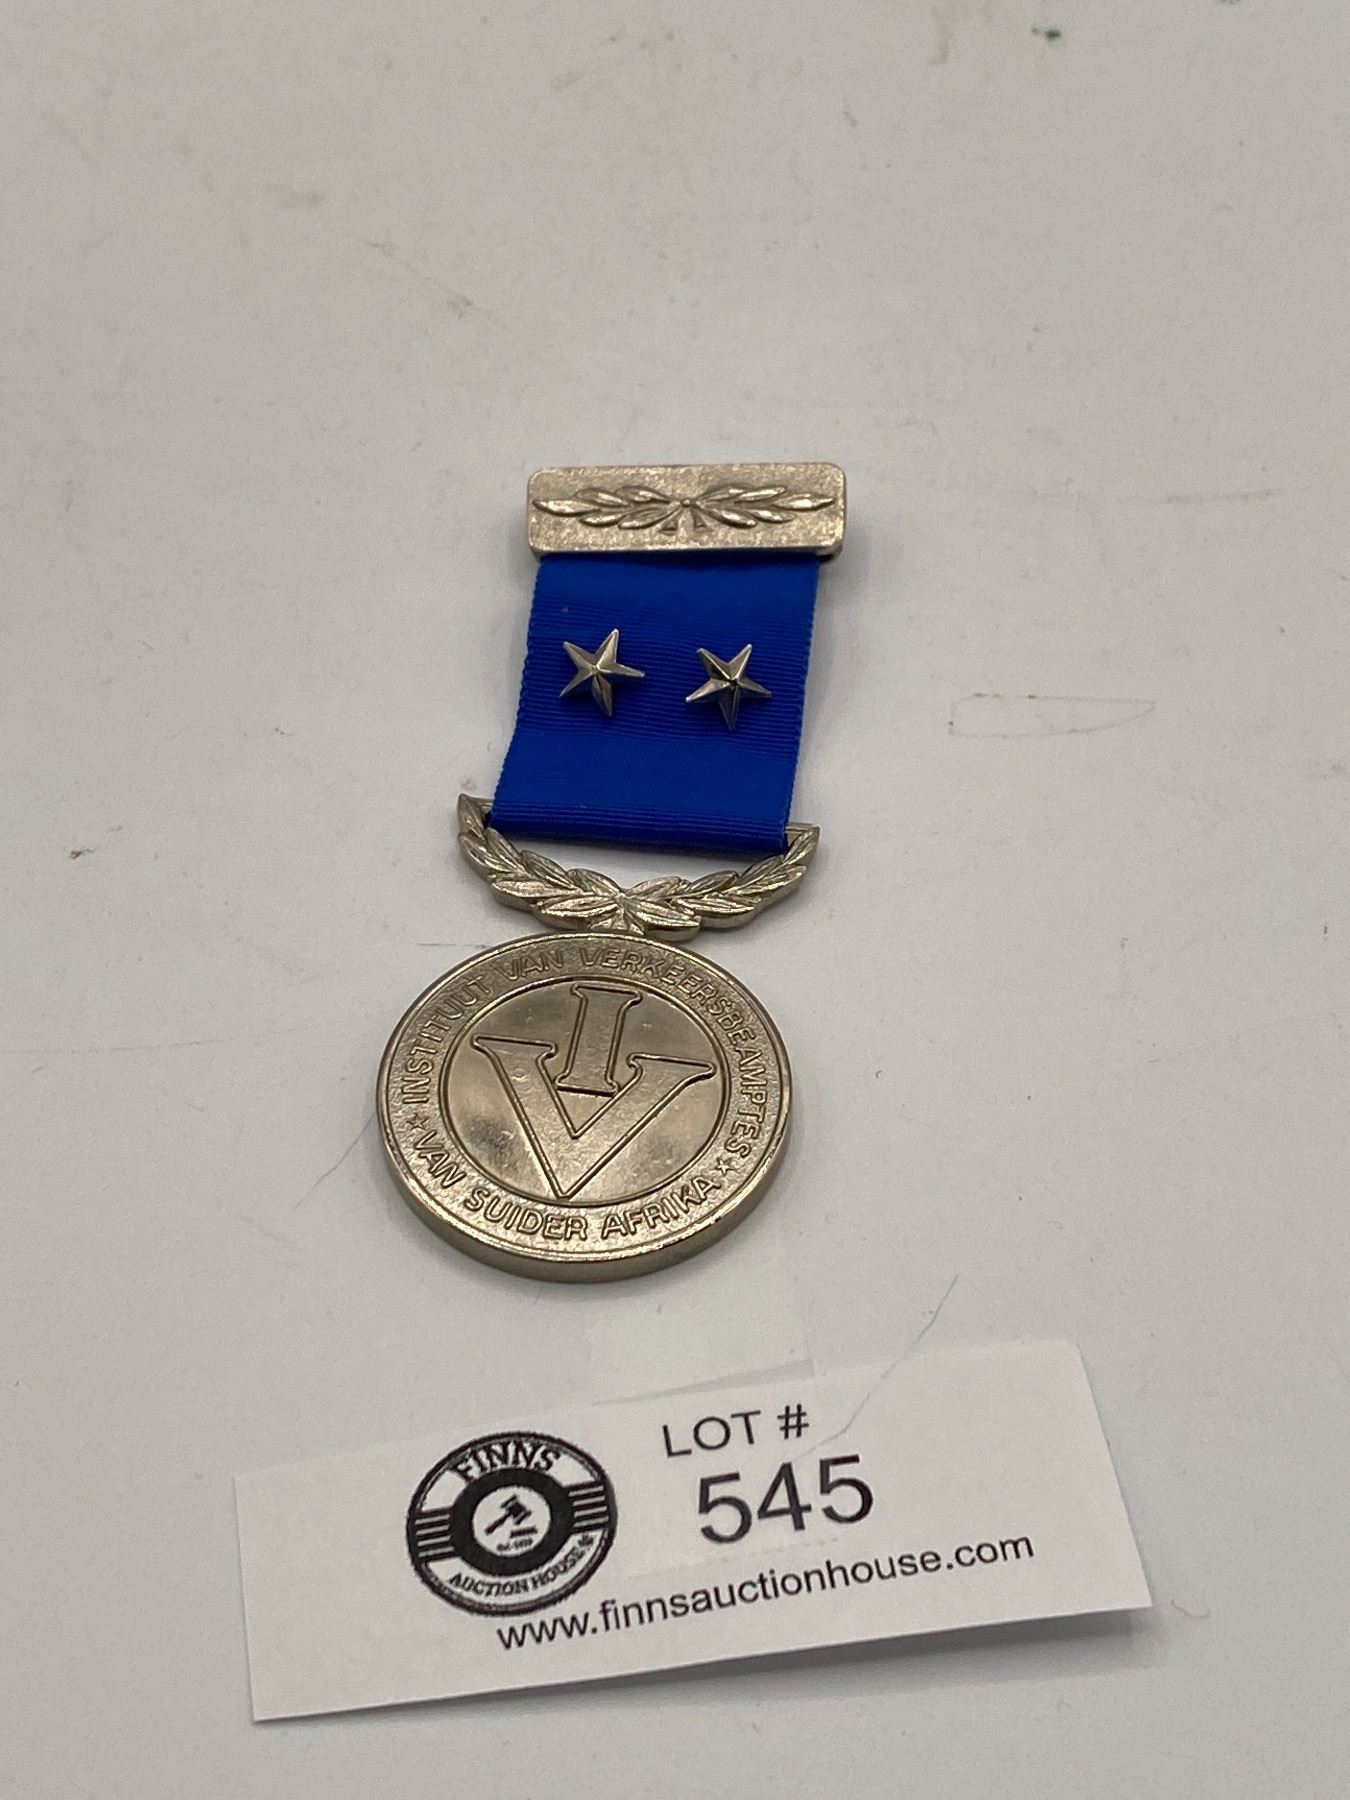 INSTITUUT VAN VERKEERSBEAMPTES
VAN SUIDER AFRIKA
IV
FINNS
AUCTION HOUSE
LOT #
545
www.finnsauctionhouse.com